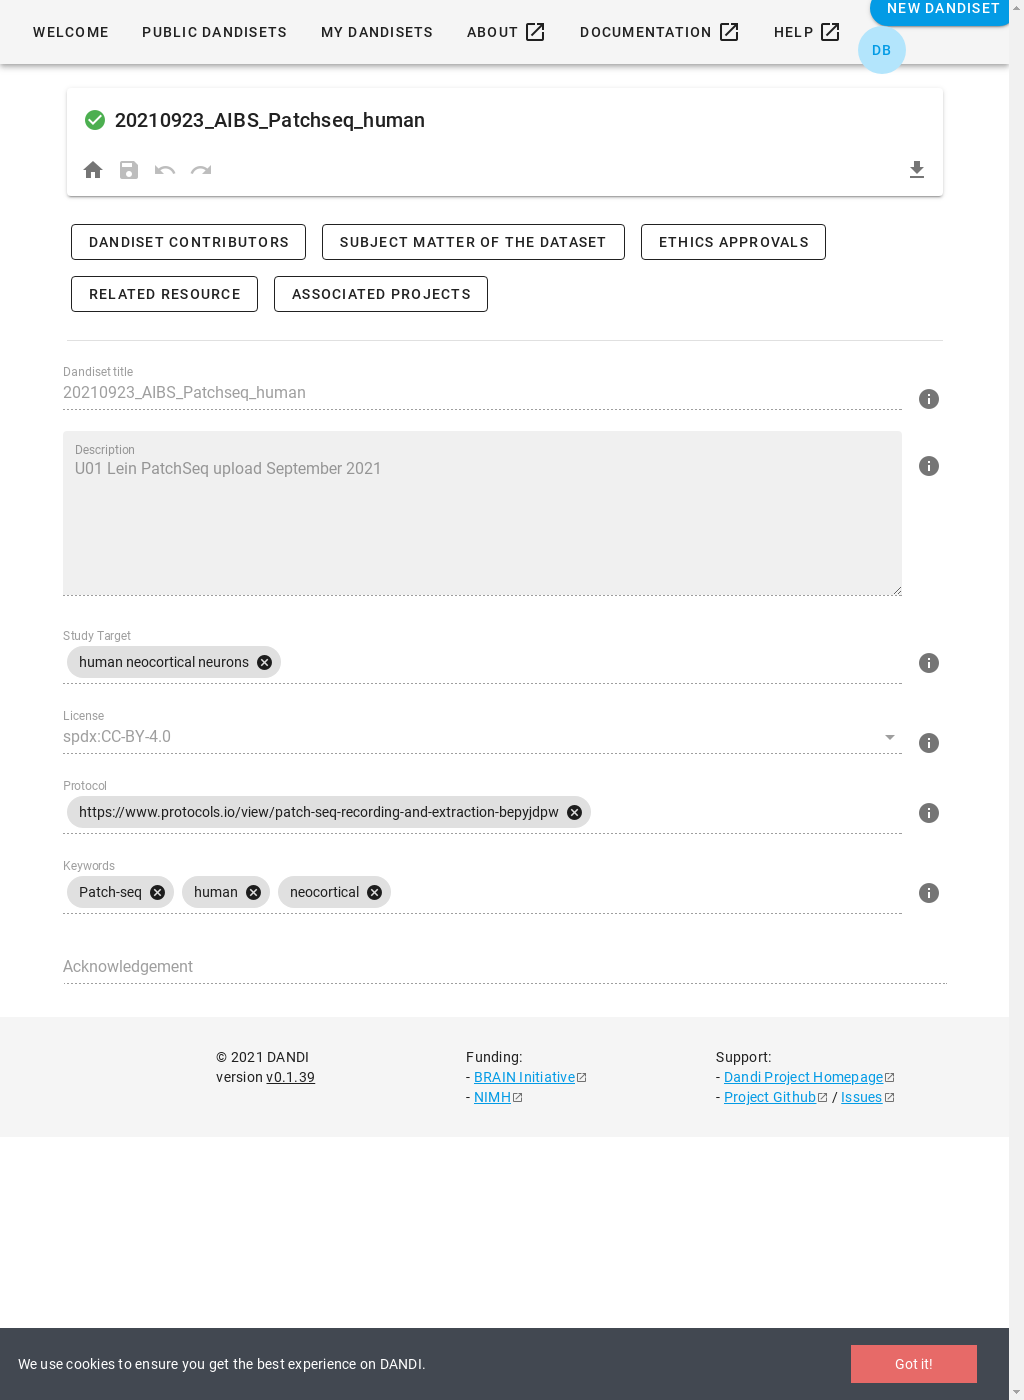 WELCOME PUBLIC DANDISETS MY DANDISETS ABOUT DOCUMENTATION HELP NEW DANDISET
DB
20210923_AIBS_Patchseq_human
DANDISET CONTRIBUTORS SUBJECT MATTER OF THE DATASET ETHICS APPROVALS
RELATED RESOURCE ASSOCIATED PROJECTS
Dandiset title
20210923_AIBS_Patchseq_human
Description
U01 Lein PatchSeq upload September 2021
Study Target
human neocortical neurons
License
spdx:CC-BY-4.0
Protocol
https://www.protocols.io/view/patch-seq-recording-and-extraction-bepyjdpw
Keywords
Patch-seq human neocortical
Acknowledgement
© 2021 DANDI
version v0.1.39
Funding:
- BRAIN Initiative
- NIMH
Support:
- Dandi Project Homepage
- Project Github / Issues
We use cookies to ensure you get the best experience on DANDI. Got it!